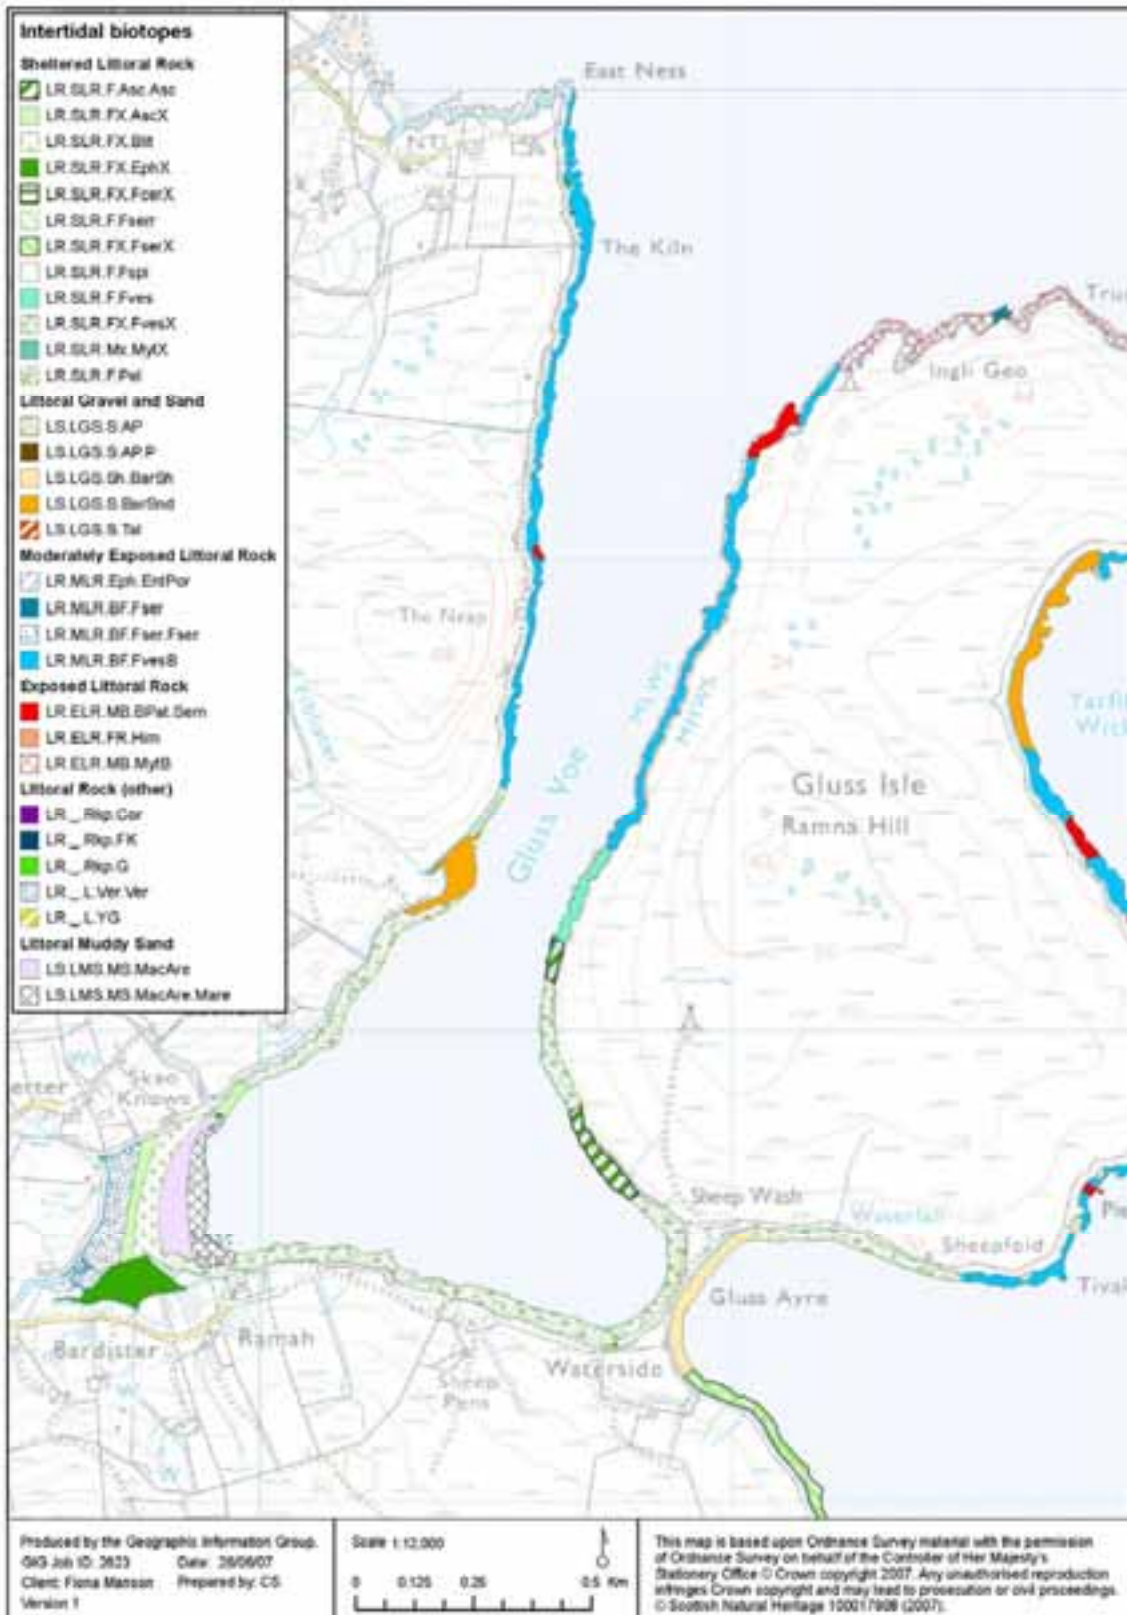 Intertidal biotopes
Sheltered Littoral Rock
LR.SLR.F.Asc.Asc
LR.SLR.FX.AscX
LR.SLR.FX.Blit
LR.SLR.FX.EphX
LR.SLR.FX.FcerX
LR.SLR.F.Fserr
LR.SLR.FX.FserX
LR.SLR.F.Fspi
LR.SLR.F.Fves
LR.SLR.FX.FvesX
LR.SLR.Mx.MytX
LR.SLR.F.Pel
Littoral Gravel and Sand
LS.LGS.S.AP
LS.LGS.S.AP.P
LS.LGS.Sh.BarSh
LS.LGS.S.BarSnd
LS.LGS.S.Tal
Moderately Exposed Littoral Rock
LR.MLR.Eph.EntPor
LR.MLR.BF.Fser
LR.MLR.BF.Fser.Fser
LR.MLR.BF.FvesB
Exposed Littoral Rock
LR.ELR.MB.BPat.Sem
LR.ELR.FR.Him
LR.ELR.MB.MytB
Littoral Rock (other)
LR._.Rkp.Cor
LR._.Rkp.FK
LR._.Rkp.G
LR._.L.Ver.Ver
LR._.L.YG
Littoral Muddy Sand
LS.LMS.MS.MacAre
LS.LMS.MS.MacAre.Mare
East Ness
The Kiln
Ingli Geo
The Neap
MLWS
MHWS
Gluss Voe
Gluss Isle
Ramna Hill
24
Skeo
Knowe
Sheep Wash
Waterfall
Sheepfold
Gluss Ayre
Ramah
Bardister
Waterside
Sheep
Pens
W
W
Produced by the Geographic Information Group.
GIG Job ID: 3623 Date: 28/08/07
Client: Fiona Manson Prepared by: CS
Version 1
Scale 1:12,000
0 0.125 0.25 0.5 Km
This map is based upon Ordnance Survey material with the permission
of Ordnance Survey on behalf of the Controller of Her Majesty's
Stationery Office © Crown copyright 2007. Any unauthorised reproduction
infringes Crown copyright and may lead to prosecution or civil proceedings.
© Scottish Natural Heritage 100017908 (2007).